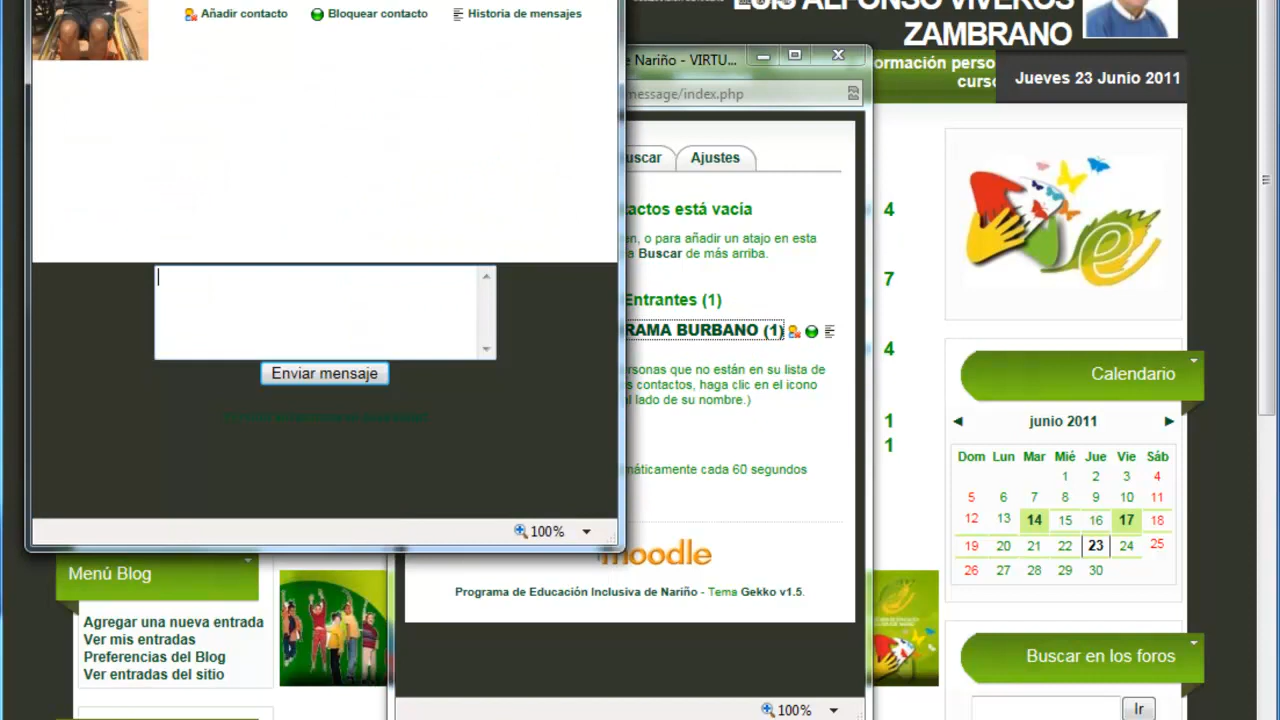 Añadir contacto
Bloquear contacto
Historia de mensajes
Enviar mensaje
100%
e Nariño - VIRTU...
message/index.php
uscar
Ajustes
tactos está vacía
en, o para añadir un atajo en esta
a Buscar de más arriba.
Entrantes (1)
RAMA BURBANO (1)
ersonas que no están en su lista de
s contactos, haga clic en el icono
al lado de su nombre.)
máticamente cada 60 segundos
moodle
Programa de Educación Inclusiva de Nariño - Tema Gekko v1.5.
100%
LUIS ALFONSO VIVEROS
ZAMBRANO
ormación perso
curso
Jueves 23 Junio 2011
4
7
4
1
1
e
Calendario
◄ junio 2011 ►
Dom Lun Mar Mié Jue Vie Sáb
1 2 3 4
5 6 7 8 9 10 11
12 13 14 15 16 17 18
19 20 21 22 23 24 25
26 27 28 29 30
Buscar en los foros
Ir
Menú Blog
Agregar una nueva entrada
Ver mis entradas
Preferencias del Blog
Ver entradas del sitio